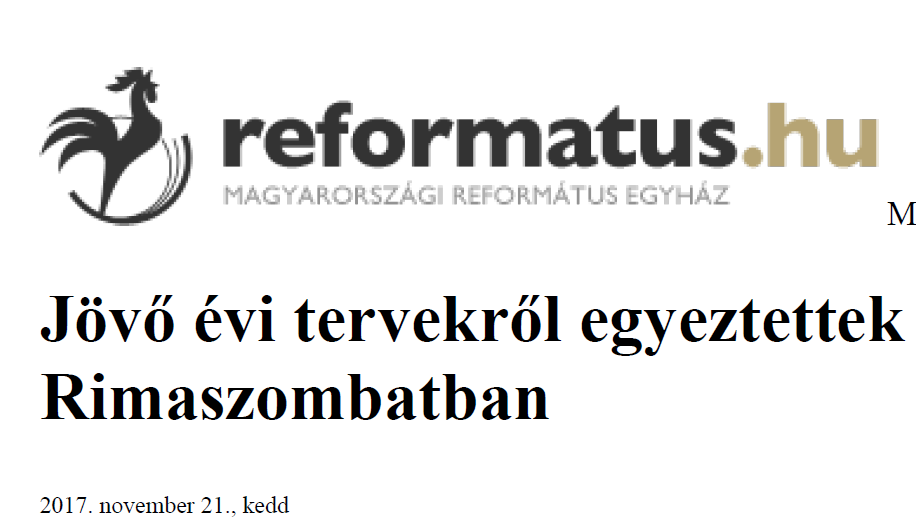 reformatus.hu
MAGYARORSZÁGI REFORMÁTUS EGYHÁZ
M
Jövő évi tervekről egyeztettek
Rimaszombatban
2017. november 21., kedd